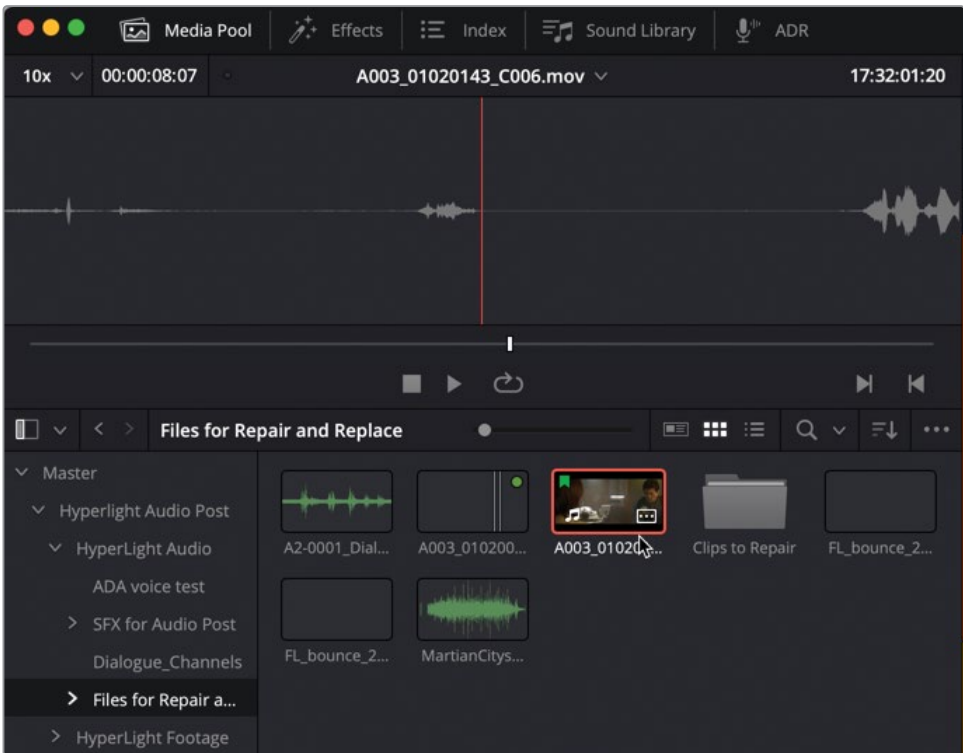 Media Pool Effects Index Sound Library ADR
10x 00:00:08:07 A003_01020143_C006.mov 17:32:01:20
Files for Repair and Replace
Master
Hyperlight Audio Post
HyperLight Audio
ADA voice test
SFX for Audio Post
Dialogue_Channels
Files for Repair a...
HyperLight Footage
A2-0001_Dial... A003_010200... A003_01020... Clips to Repair FL_bounce_2...
FL_bounce_2... MartianCitys...